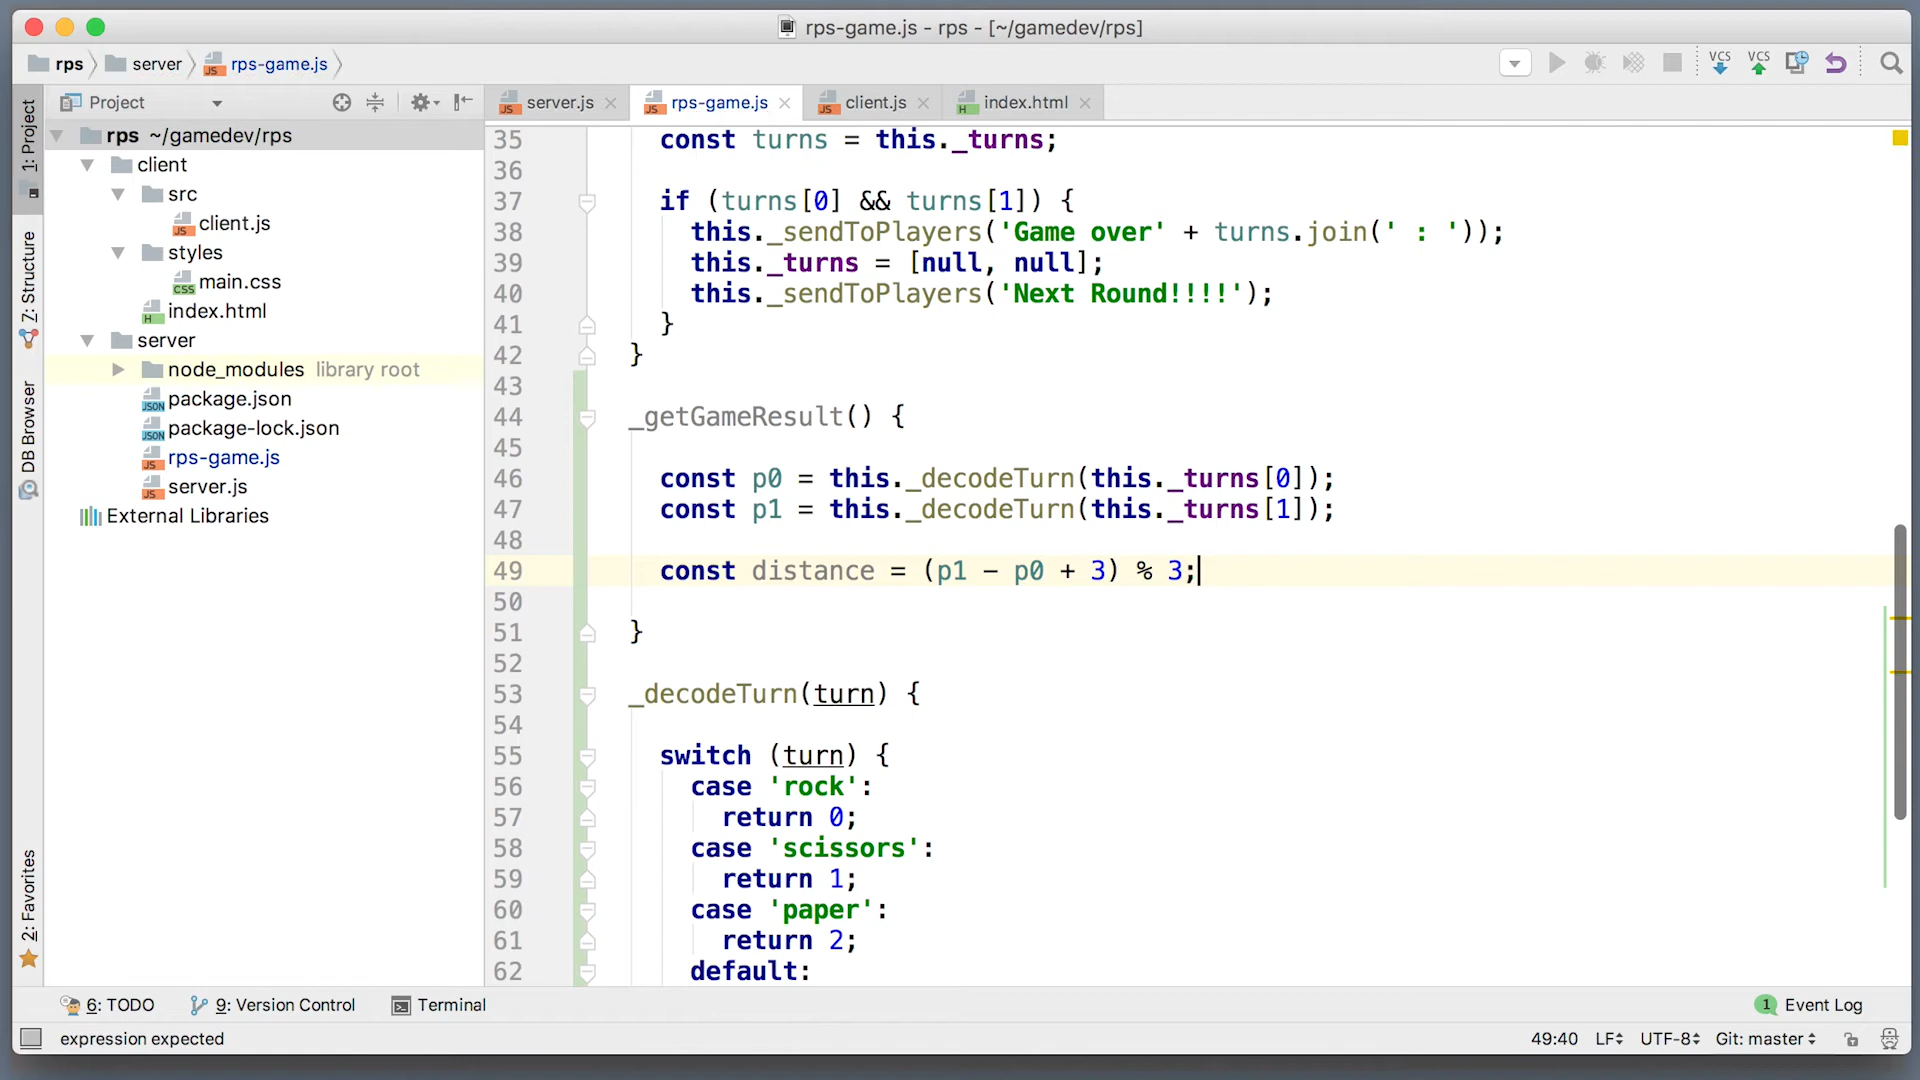 rps-game.js - rps - [~/gamedev/rps]
rps server rps-game.js
VCS VCS
Project
server.js rps-game.js client.js index.html
1: Project
Z: Structure
DB Browser
2: Favorites
rps ~/gamedev/rps
client
src
JS client.js
styles
CSS main.css
H index.html
server
node_modules library root
JSON package.json
JSON package-lock.json
JS rps-game.js
JS server.js
External Libraries
35 const turns = this._turns;
36
37 if (turns[0] && turns[1]) {
38 this._sendToPlayers('Game over' + turns.join(' : '));
39 this._turns = [null, null];
40 this._sendToPlayers('Next Round!!!!');
41 }
42 }
43
44 _getGameResult() {
45
46 const p0 = this._decodeTurn(this._turns[0]);
47 const p1 = this._decodeTurn(this._turns[1]);
48
49 const distance = (p1 - p0 + 3) % 3;
50
51 }
52
53 _decodeTurn(turn) {
54
55 switch (turn) {
56 case 'rock':
57 return 0;
58 case 'scissors':
59 return 1;
60 case 'paper':
61 return 2;
62 default:
6: TODO 9: Version Control Terminal 1 Event Log
expression expected 49:40 LF UTF-8 Git: master